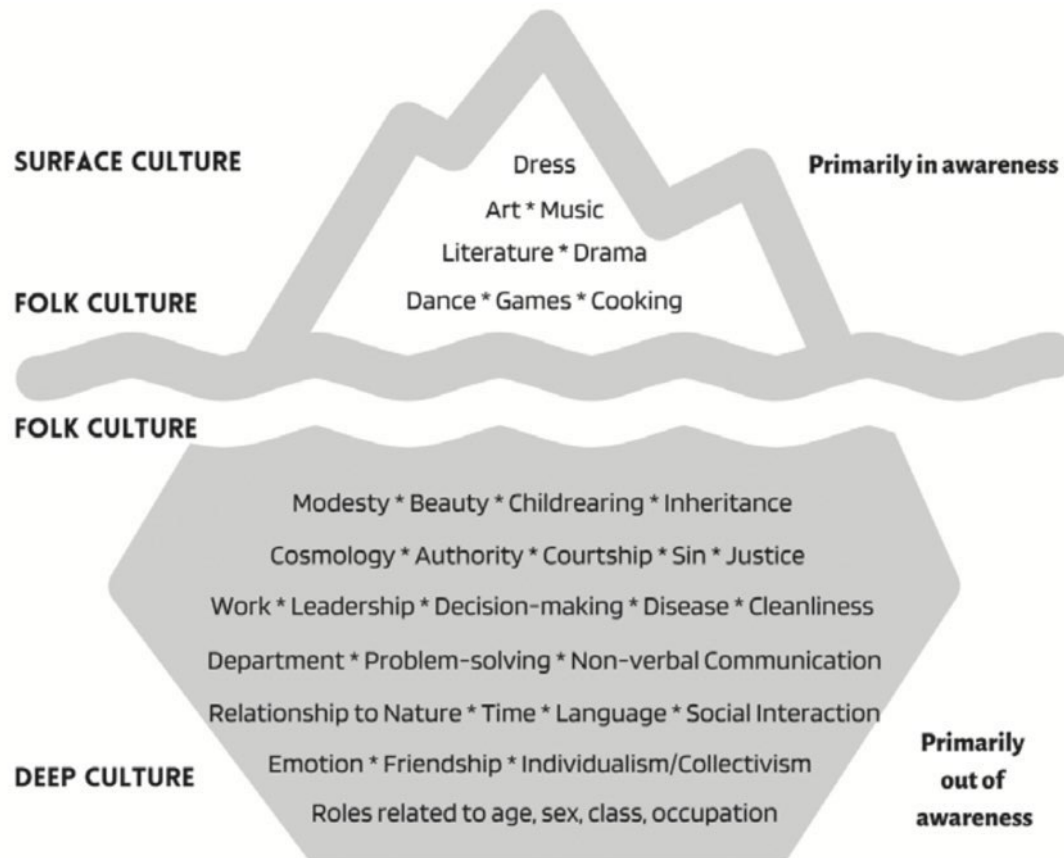 SURFACE CULTURE
Dress
Primarily in awareness
Art * Music
Literature * Drama
FOLK CULTURE
Dance * Games * Cooking
FOLK CULTURE
Modesty * Beauty * Childrearing * Inheritance
Cosmology * Authority * Courtship * Sin * Justice
Work * Leadership * Decision-making * Disease * Cleanliness
Department * Problem-solving * Non-verbal Communication
Relationship to Nature * Time * Language * Social Interaction
DEEP CULTURE
Emotion * Friendship * Individualism/Collectivism
Roles related to age, sex, class, occupation
Primarily
out of
awareness